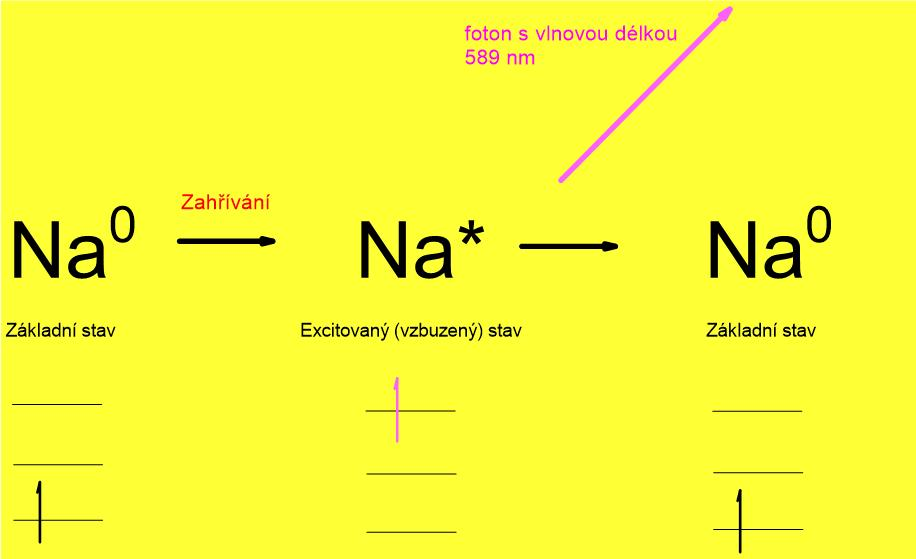 foton s vlnovou délkou
589 nm
Zahřívání
Na⁰ Na* Na⁰
Základní stav Excitovaný (vzbuzený) stav Základní stav